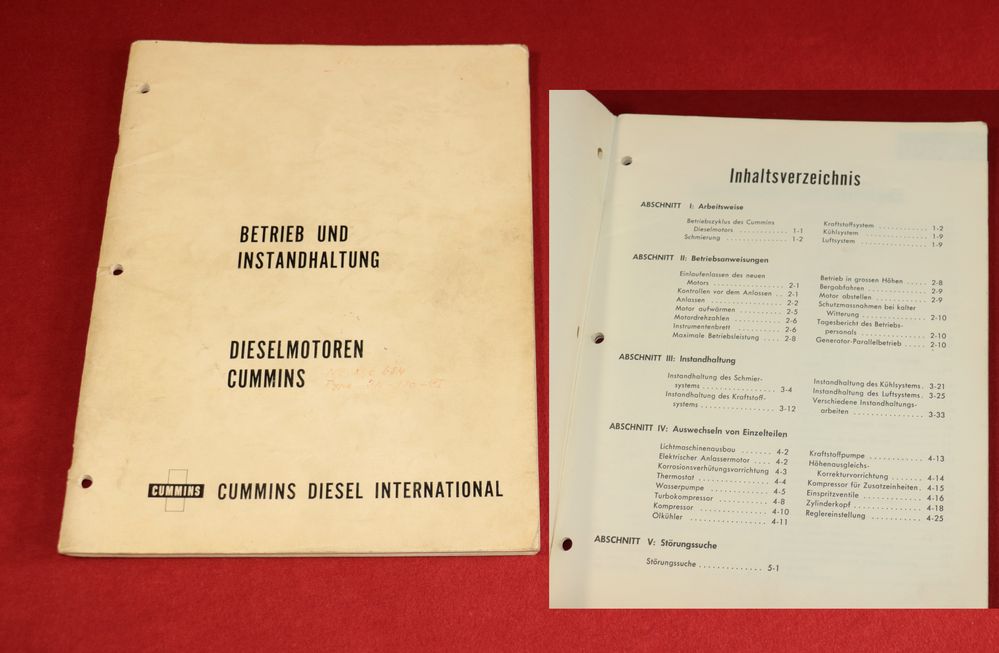 BETRIEB UND
INSTANDHALTUNG
DIESELMOTOREN
CUMMINS
CUMMINS CUMMINS DIESEL INTERNATIONAL
Inhaltsverzeichnis
ABSCHNITT I: Arbeitsweise
Betriebszyklus des Cummins
Dieselmotors .............. 1-1
Schmierung ................ 1-2
Kraftstoffsystem ............ 1-2
Kühlsystem ................ 1-9
Luftsystem ................ 1-9
ABSCHNITT II: Betriebsanweisungen
Einlaufenlassen des neuen
Motors .................. 2-1
Kontrollen vor dem Anlassen .. 2-1
Anlassen .................. 2-2
Motor aufwärmen .......... 2-5
Motordrehzahlen ............ 2-6
Instrumentenbrett ............ 2-6
Maximale Betriebsleistung .... 2-8
Betrieb in grossen Höhen ..... 2-8
Bergabfahren .............. 2-9
Motor abstellen ............ 2-9
Schutzmassnahmen bei kalter
Witterung ................ 2-10
Tagesbericht des Betriebs-
personals ................ 2-10
Generator-Parallelbetrieb ..... 2-10
ABSCHNITT III: Instandhaltung
Instandhaltung des Schmier-
systems .................. 3-4
Instandhaltung des Kraftstoff-
systems .................. 3-12
Instandhaltung des Kühlsystems. 3-21
Instandhaltung des Luftsystems. 3-25
Verschiedene Instandhaltungs-
arbeiten ................ 3-33
ABSCHNITT IV: Auswechseln von Einzelteilen
Lichtmaschinenausbau ....... 4-2
Elektrischer Anlassermotor .... 4-2
Korrosionsverhütungsvorrichtung 4-3
Thermostat ................ 4-4
Wasserpumpe .............. 4-5
Turbokompressor ............ 4-8
Kompressor ................ 4-10
Ölkühler .................. 4-11
Kraftstoffpumpe ............ 4-13
Höhenausgleichs-
Korrekturvorrichtung ........ 4-14
Kompressor für Zusatzeinheiten. 4-15
Einspritzventile ............ 4-16
Zylinderkopf ................ 4-18
Reglereinstellung ............ 4-25
ABSCHNITT V: Störungssuche
Störungssuche .............. 5-1